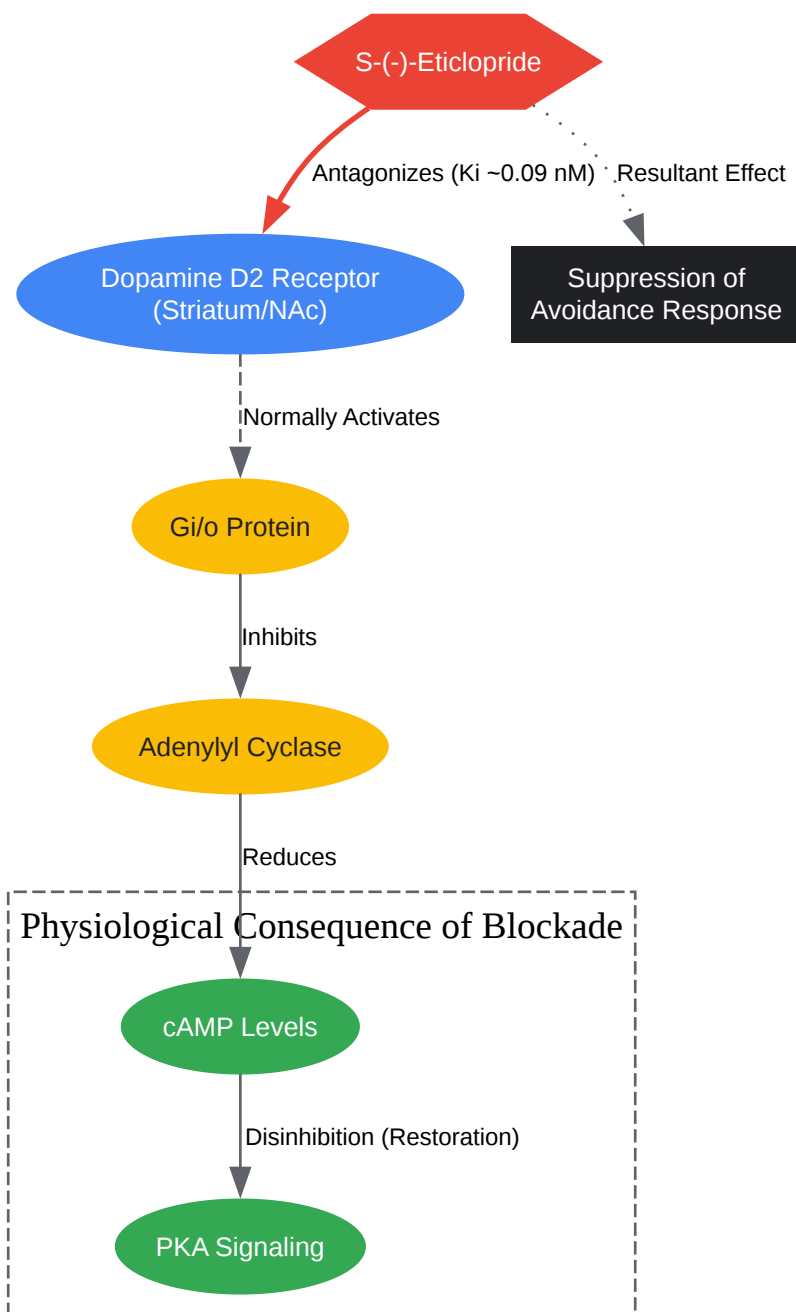 S-(-)-Eticlopride
Antagonizes (Ki ~0.09 nM)
Resultant Effect
Dopamine D2 Receptor
(Striatum/NAc)
Suppression of
Avoidance Response
Normally Activates
Gi/o Protein
Inhibits
Adenylyl Cyclase
Reduces
Physiological Consequence of Blockade
cAMP Levels
Disinhibition (Restoration)
PKA Signaling